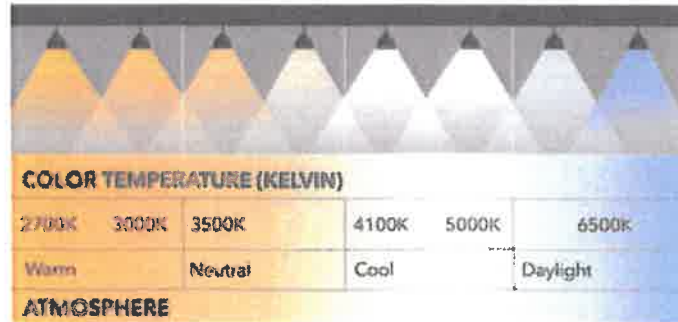 COLOR TEMPERATURE (KELVIN)
2700K 3000K 3500K 4100K 5000K 6500K
Warm Neutral Cool Daylight
ATMOSPHERE